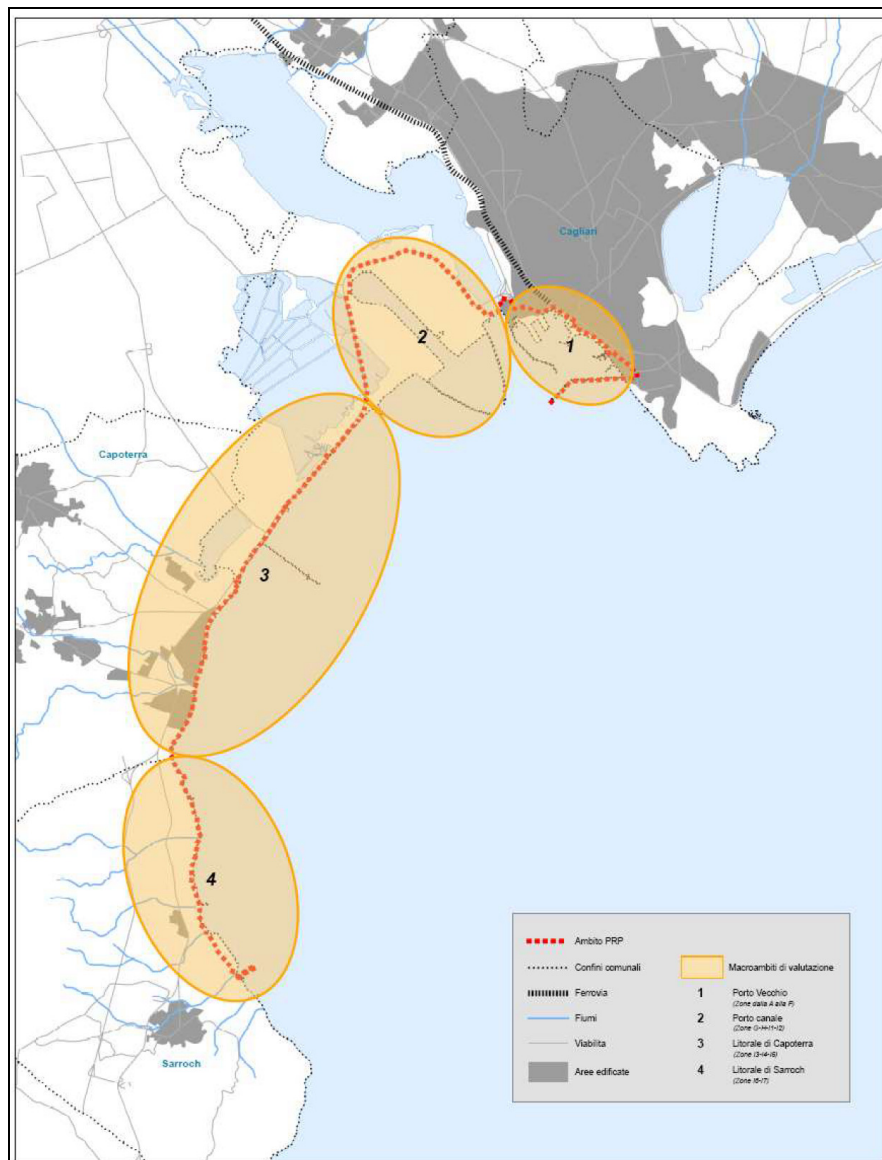 Cagliari
2
1
Capoterra
3
4
Sarroch
Ambito PRP
Confini comunali
Ferrovia
Fiumi
Viabilita
Aree edificate
Macroambiti di valutazione
1 Porto Vecchio
(Zone dalla A alla F)
2 Porto canale
(Zone G-H-I1-I2)
3 Litorale di Capoterra
(Zone I3-I4-I5)
4 Litorale di Sarroch
(Zone I6-I7)